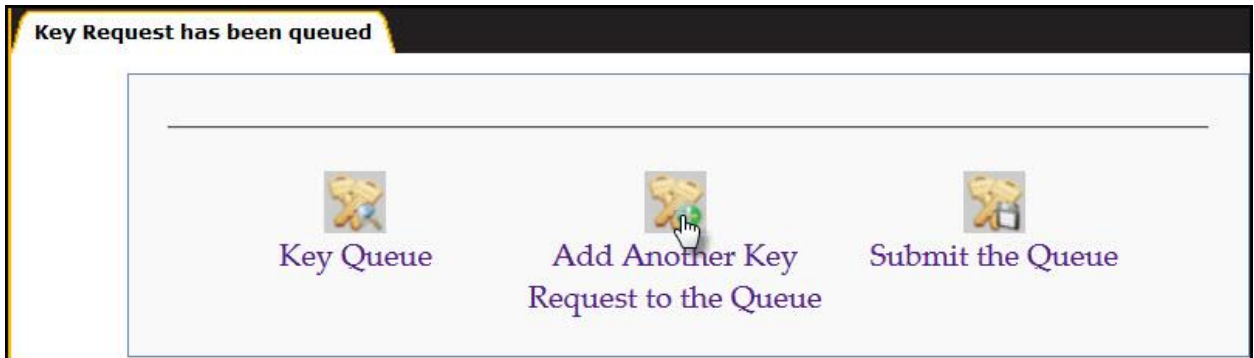 Key Request has been queued
Key Queue
Add Another Key
Request to the Queue
Submit the Queue